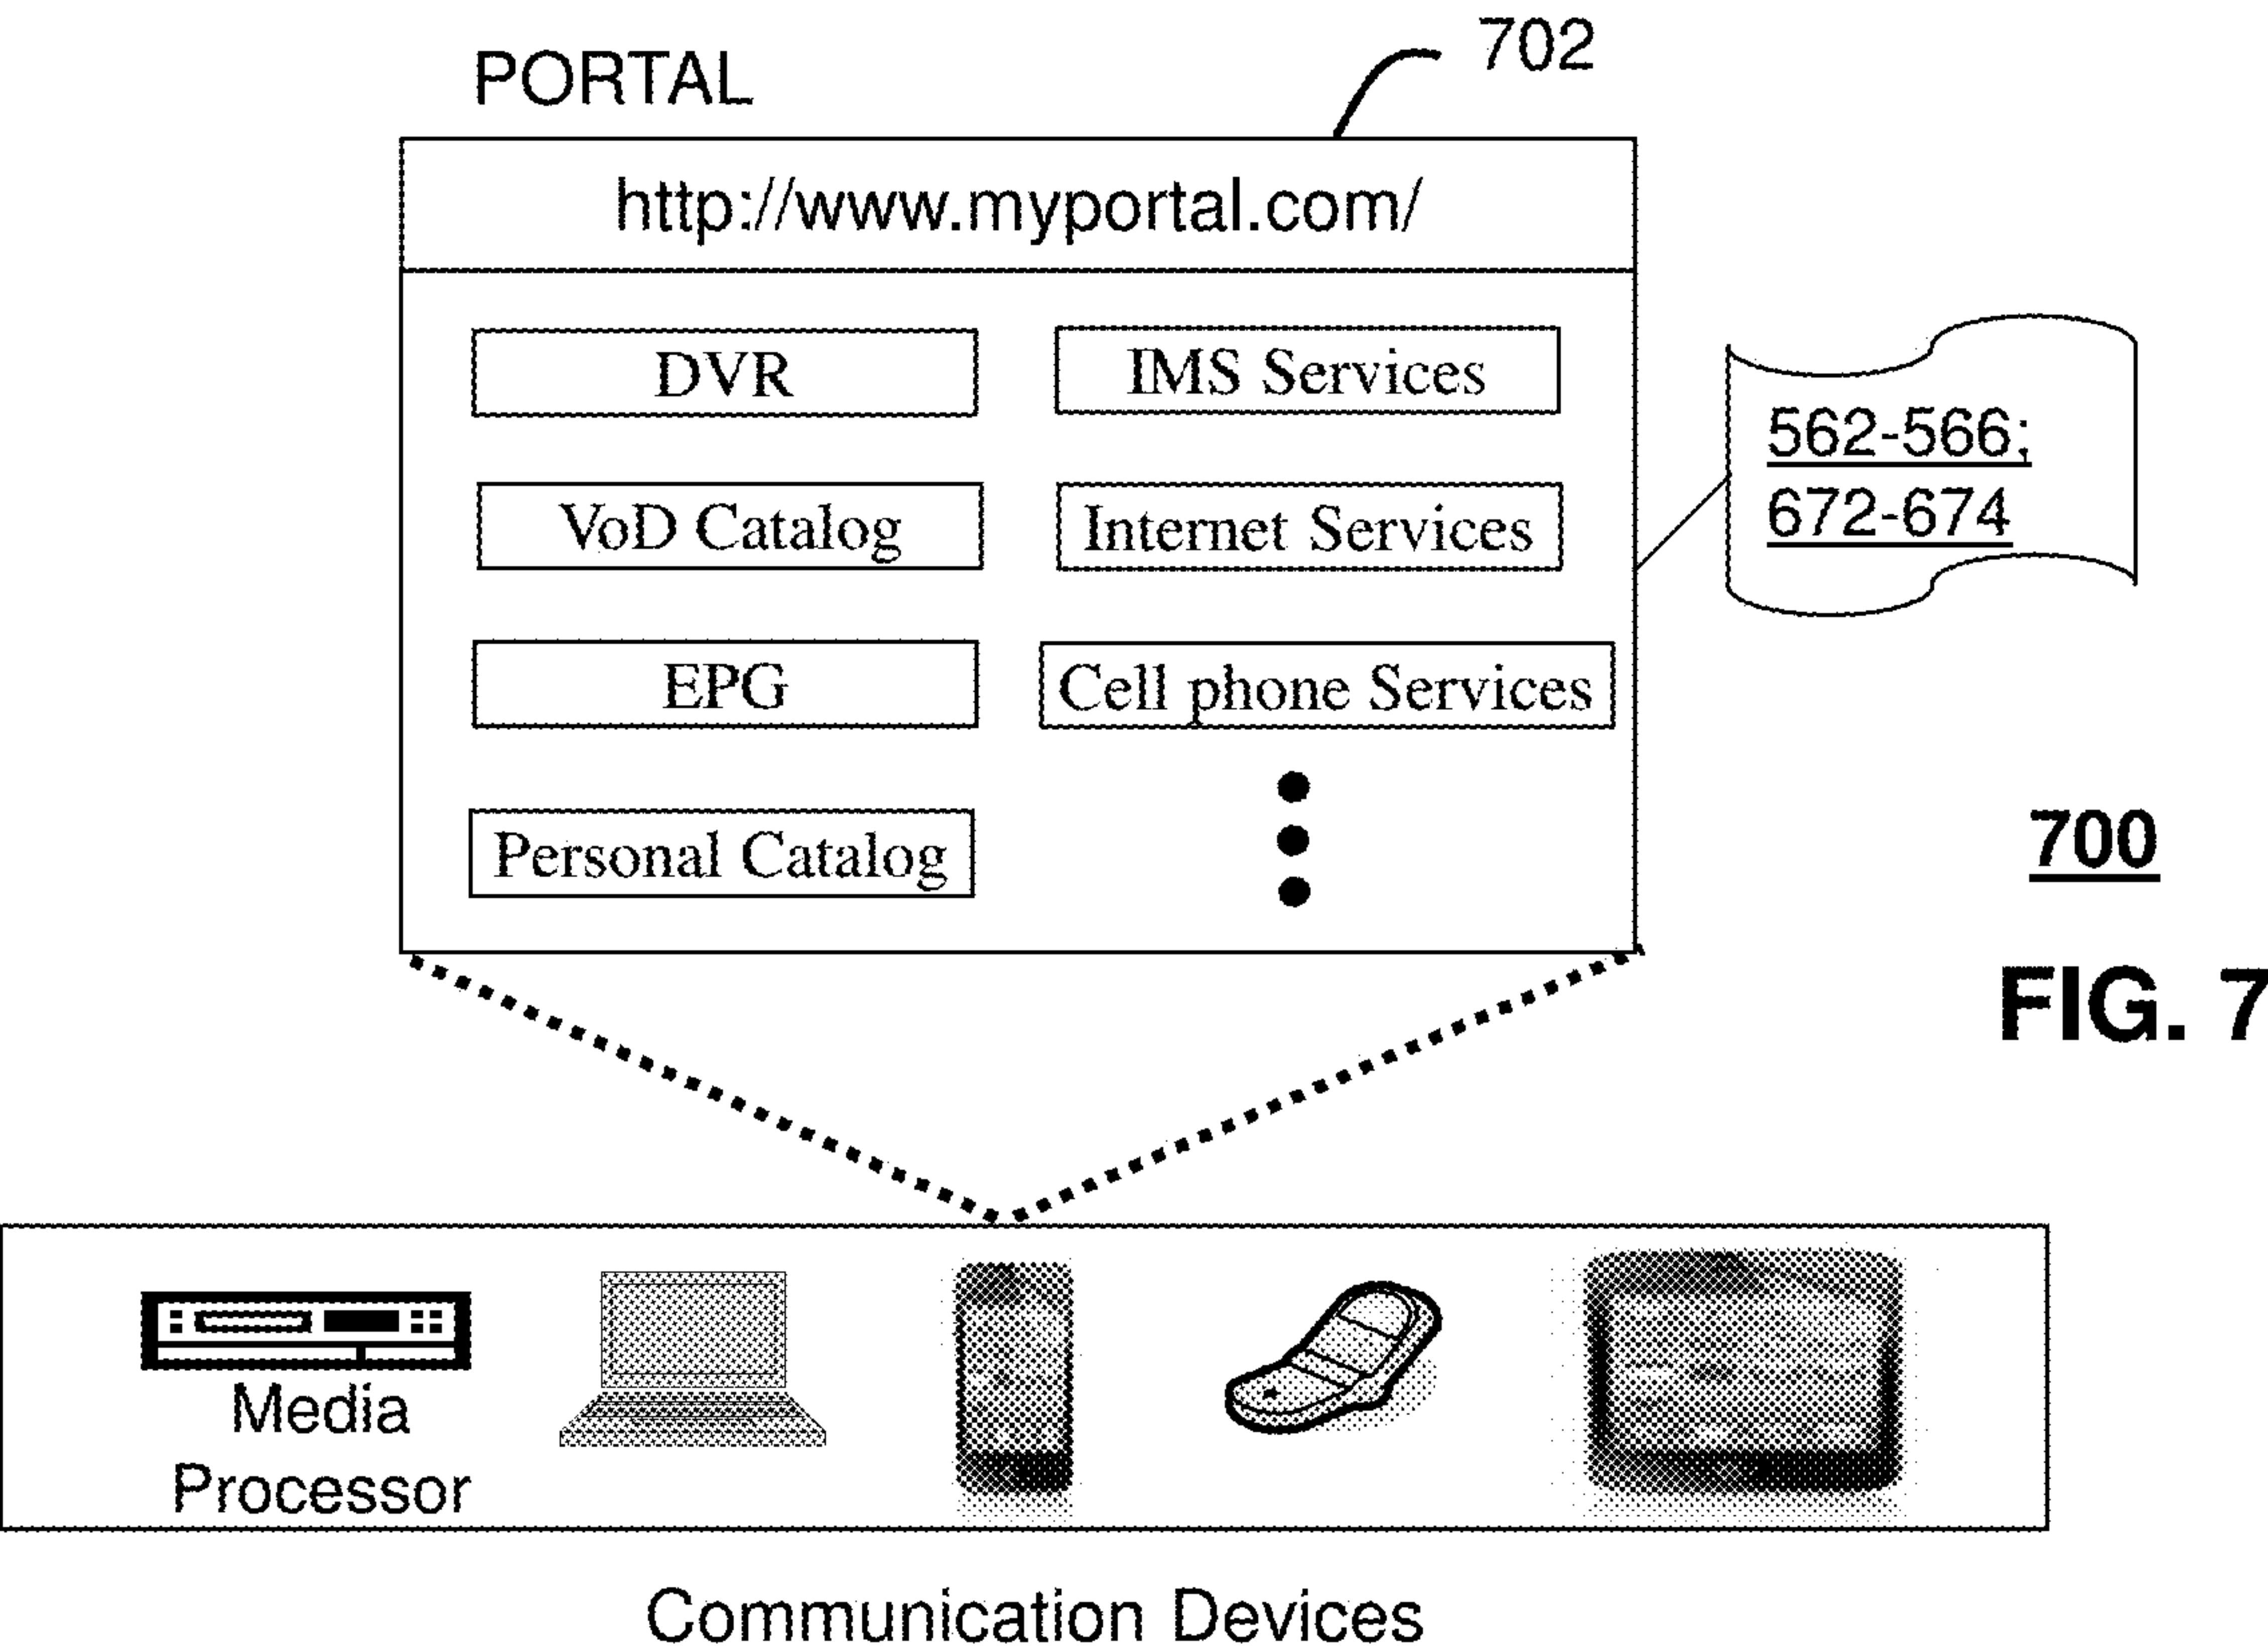 PORTAL
702
http://www.myportal.com/
DVR
IMS Services
VoD Catalog
Internet Services
EPG
Cell phone Services
Personal Catalog
562-566;
672-674
700
FIG. 7
Media
Processor
Communication Devices